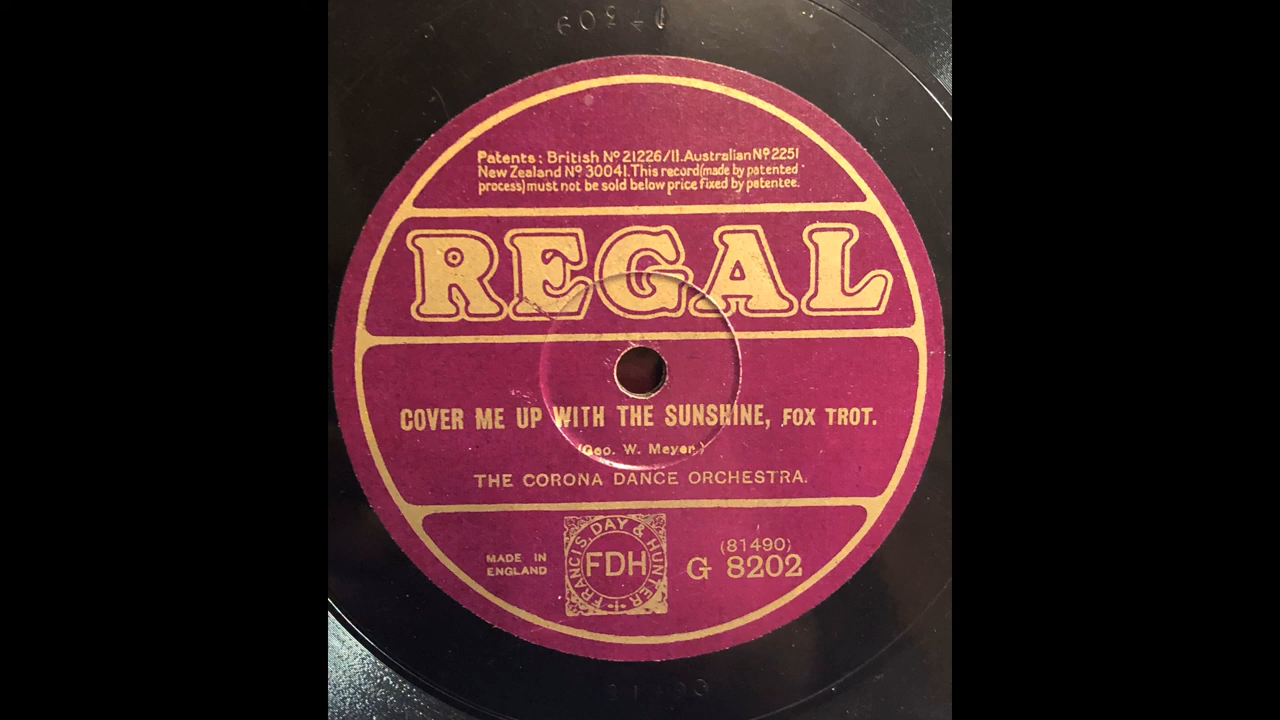 Patents: British Nº 21226/11. Australian Nº 2251
New Zealand Nº 30041. This record (made by patented
process) must not be sold below price fixed by patentee.
REGAL
COVER ME UP WITH THE SUNSHINE, FOX TROT.
(Geo. W. Meyer.)
THE CORONA DANCE ORCHESTRA.
MADE IN
ENGLAND
FRANCIS, DAY & HUNTER
FDH
(81490)
G 8202
81490